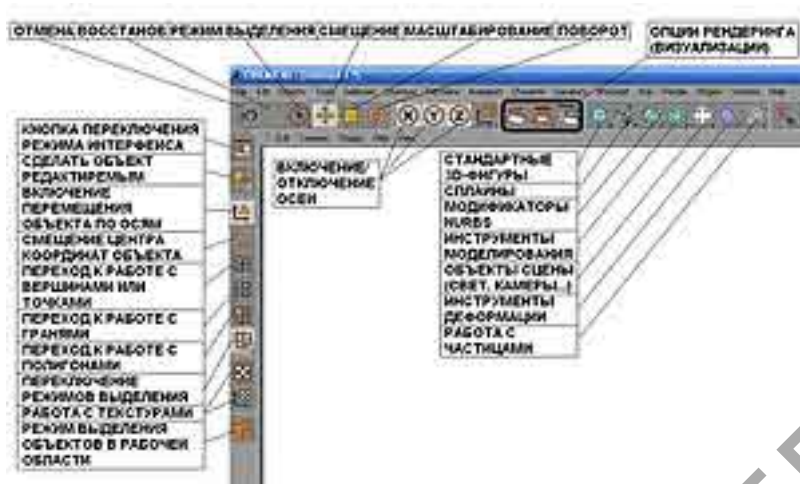 ОТМЕНА ВОССТАНОВ РЕЖИМ ВЫДЕЛЕНИЯ СМЕЩЕНИЕ МАСШТАБИРОВАНИЕ ПОВОРОТ
ОПЦИИ РЕНДЕРИНГА
(ВИЗУАЛИЗАЦИИ)
X Y Z
КНОПКА ПЕРЕКЛЮЧЕНИЯ
РЕЖИМА ИНТЕРФЕЙСА
СДЕЛАТЬ ОБЪЕКТ
РЕДАКТИРЕМЫМ
ВКЛЮЧЕНИЕ
ПЕРЕМЕЩЕНИЯ
ОБЪЕКТА ПО ОСЯМ
СМЕЩЕНИЕ ЦЕНТРА
КООРДИНАТ ОБЪЕКТА
ПЕРЕХОД К РАБОТЕ С
ВЕРШИНАМИ ИЛИ
ТОЧКАМИ
ПЕРЕХОД К РАБОТЕ С
ГРАНЯМИ
ПЕРЕХОД К РАБОТЕ С
ПОЛИГОНАМИ
ПЕРЕКЛЮЧЕНИЕ
РЕЖИМОВ ВЫДЕЛЕНИЯ
РАБОТА С ТЕКСТУРАМИ
РЕЖИМ ВЫДЕЛЕНИЯ
ОБЪЕКТОВ В РАБОЧЕЙ
ОБЛАСТИ
ВКЛЮЧЕНИЕ/
ОТКЛЮЧЕНИЕ
ОСЕЙ
СТАНДАРТНЫЕ
3D-ФИГУРЫ
СПЛАЙНЫ
МОДИФИКАТОРЫ
NURBS
ИНСТРУМЕНТЫ
МОДЕЛИРОВАНИЯ
ОБЪЕКТЫ СЦЕНЫ
(СВЕТ, КАМЕРЫ...)
ИНСТРУМЕНТЫ
ДЕФОРМАЦИИ
РАБОТА С
ЧАСТИЦАМИ